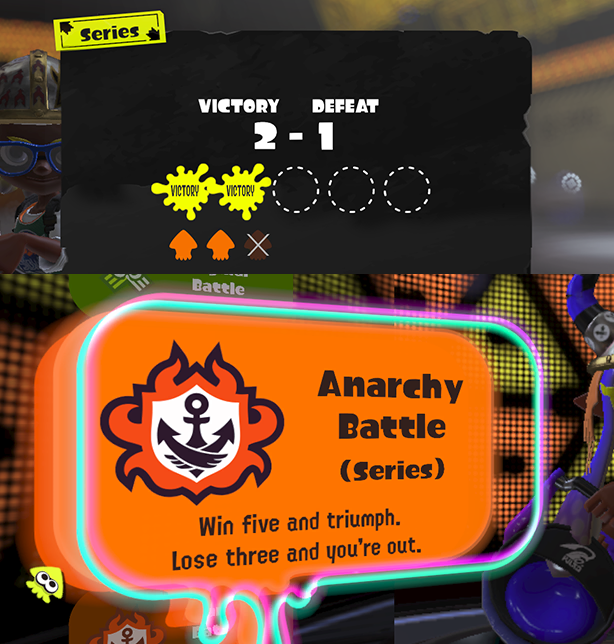 Series
VICTORY DEFEAT
2 - 1
VICTORY VICTORY
Battle
Anarchy
Battle
(Series)
Win five and triumph.
Lose three and you're out.